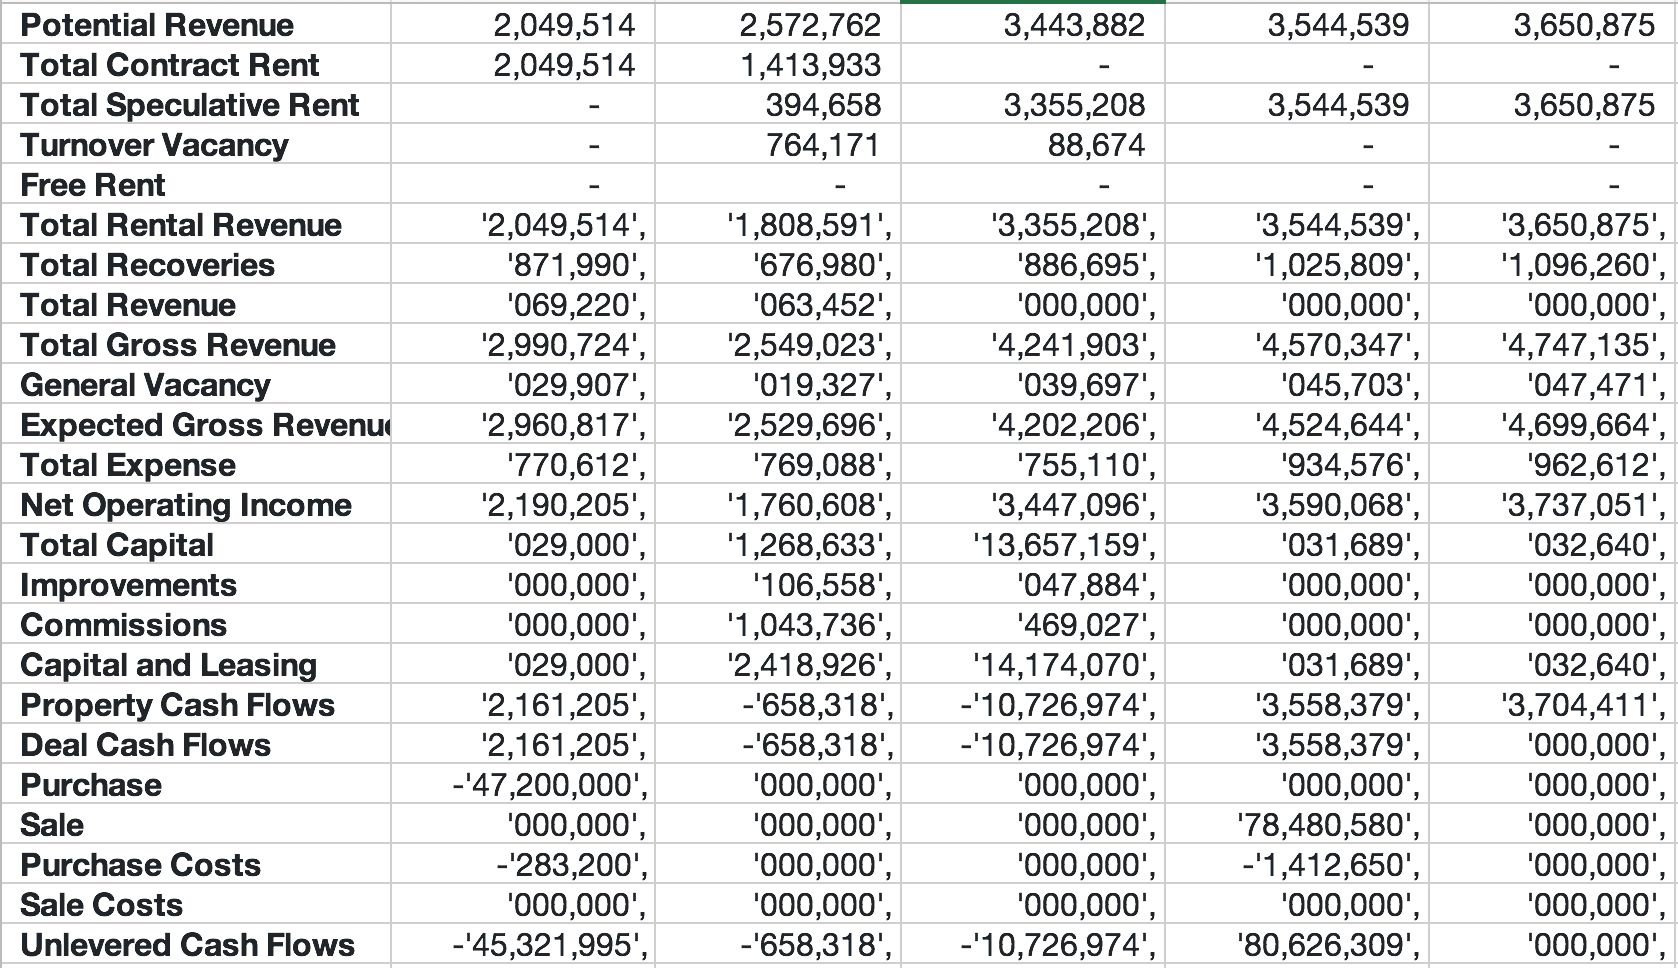 Potential Revenue 2,049,514 2,572,762 3,443,882 3,544,539 3,650,875
Total Contract Rent 2,049,514 1,413,933 - - -
Total Speculative Rent - 394,658 3,355,208 3,544,539 3,650,875
Turnover Vacancy - 764,171 88,674 - -
Free Rent - - - - -
Total Rental Revenue '2,049,514', '1,808,591', '3,355,208', '3,544,539', '3,650,875',
Total Recoveries '871,990', '676,980', '886,695', '1,025,809', '1,096,260',
Total Revenue '069,220', '063,452', '000,000', '000,000', '000,000',
Total Gross Revenue '2,990,724', '2,549,023', '4,241,903', '4,570,347', '4,747,135',
General Vacancy '029,907', '019,327', '039,697', '045,703', '047,471',
Expected Gross Revenue '2,960,817', '2,529,696', '4,202,206', '4,524,644', '4,699,664',
Total Expense '770,612', '769,088', '755,110', '934,576', '962,612',
Net Operating Income '2,190,205', '1,760,608', '3,447,096', '3,590,068', '3,737,051',
Total Capital '029,000', '1,268,633', '13,657,159', '031,689', '032,640',
Improvements '000,000', '106,558', '047,884', '000,000', '000,000',
Commissions '000,000', '1,043,736', '469,027', '000,000', '000,000',
Capital and Leasing '029,000', '2,418,926', '14,174,070', '031,689', '032,640',
Property Cash Flows '2,161,205', -'658,318', -'10,726,974', '3,558,379', '3,704,411',
Deal Cash Flows '2,161,205', -'658,318', -'10,726,974', '3,558,379', '000,000',
Purchase -'47,200,000', '000,000', '000,000', '000,000', '000,000',
Sale '000,000', '000,000', '000,000', '78,480,580', '000,000',
Purchase Costs -'283,200', '000,000', '000,000', -'1,412,650', '000,000',
Sale Costs '000,000', '000,000', '000,000', '000,000', '000,000',
Unlevered Cash Flows -'45,321,995', -'658,318', -'10,726,974', '80,626,309', '000,000',